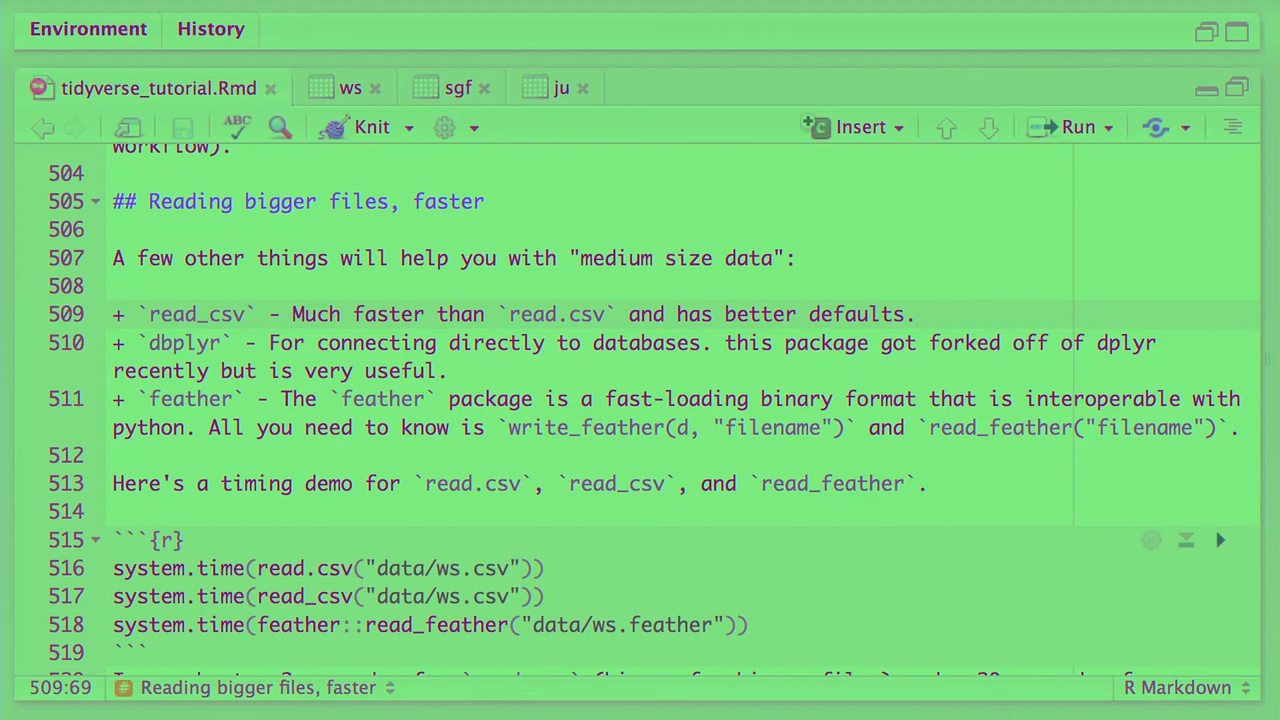 Environment History
tidyverse_tutorial.Rmd ws sgf ju
ABC Knit Insert Run
workflow).
504
505 ## Reading bigger files, faster
506
507 A few other things will help you with "medium size data":
508
509 + `read_csv` - Much faster than `read.csv` and has better defaults.
510 + `dbplyr` - For connecting directly to databases. this package got forked off of dplyr
recently but is very useful.
511 + `feather` - The `feather` package is a fast-loading binary format that is interoperable with
python. All you need to know is `write_feather(d, "filename")` and `read_feather("filename")`.
512
513 Here's a timing demo for `read.csv`, `read_csv`, and `read_feather`.
514
515 ```{r}
516 system.time(read.csv("data/ws.csv"))
517 system.time(read_csv("data/ws.csv"))
518 system.time(feather::read_feather("data/ws.feather"))
519 ```
509:69 # Reading bigger files, faster R Markdown